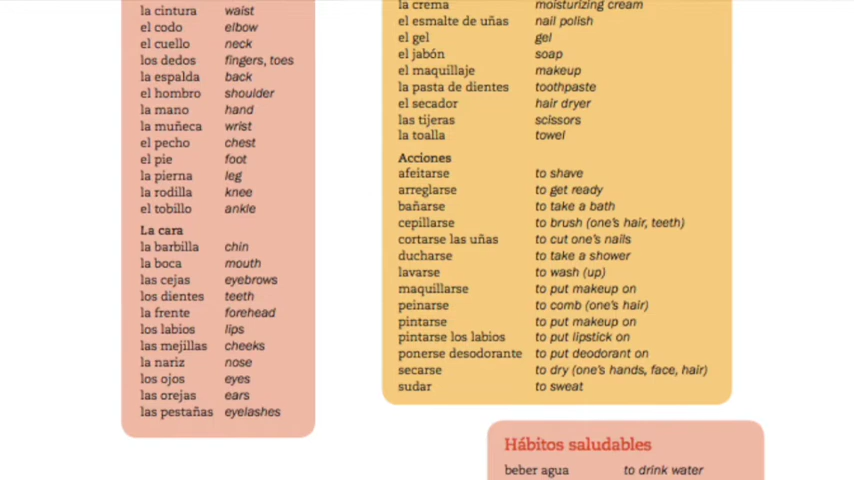 la cintura waist
el codo elbow
el cuello neck
los dedos fingers, toes
la espalda back
el hombro shoulder
la mano hand
la muñeca wrist
el pecho chest
el pie foot
la pierna leg
la rodilla knee
el tobillo ankle
La cara
la barbilla chin
la boca mouth
las cejas eyebrows
los dientes teeth
la frente forehead
los labios lips
las mejillas cheeks
la nariz nose
los ojos eyes
las orejas ears
las pestañas eyelashes
la crema moisturizing cream
el esmalte de uñas nail polish
el gel gel
el jabón soap
el maquillaje makeup
la pasta de dientes toothpaste
el secador hair dryer
las tijeras scissors
la toalla towel
Acciones
afeitarse to shave
arreglarse to get ready
bañarse to take a bath
cepillarse to brush (one's hair, teeth)
cortarse las uñas to cut one's nails
ducharse to take a shower
lavarse to wash (up)
maquillarse to put makeup on
peinarse to comb (one's hair)
pintarse to put makeup on
pintarse los labios to put lipstick on
ponerse desodorante to put deodorant on
secarse to dry (one's hands, face, hair)
sudar to sweat
Hábitos saludables
beber agua to drink water